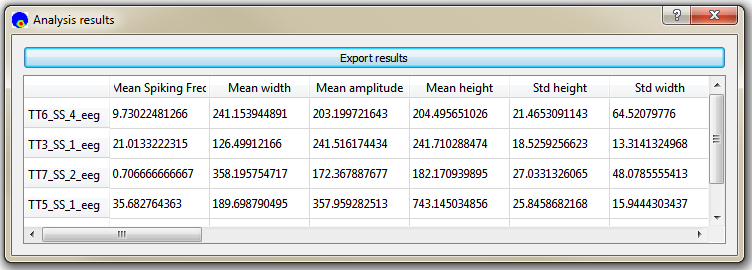 Analysis results
Export results
Mean Spiking Frec Mean width Mean amplitude Mean height Std height Std width
TT6_SS_4_eeg 9.73022481266 241.153944891 203.199721643 204.495651026 21.4653091143 64.52079776
TT3_SS_1_eeg 21.0133222315 126.49912166 241.516174434 241.710288474 18.5259256623 13.3141324968
TT7_SS_2_eeg 0.706666666667 358.195754717 172.367887677 182.170939895 27.0331326065 48.0785555413
TT5_SS_1_eeg 35.682764363 189.698790495 357.959282513 743.145034856 25.8458682168 15.9444303437